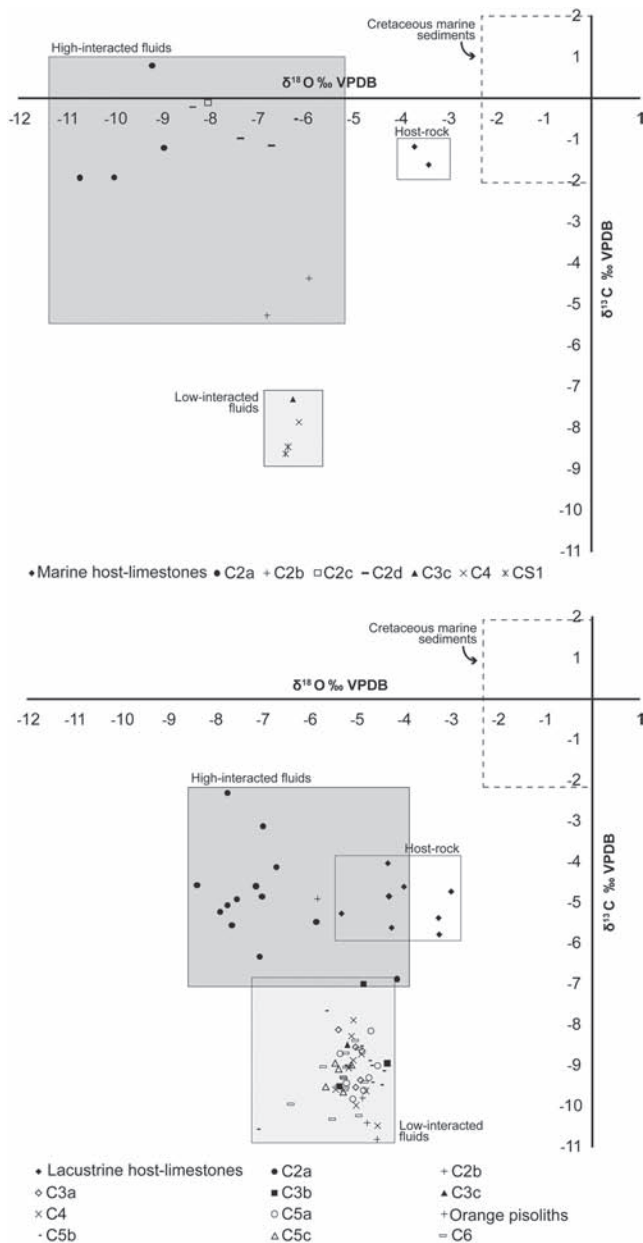 Cretaceous marine
sediments
2
High-interacted fluids
1
δ18O ‰ VPDB
-12 -11 -10 -9 -8 -7 -6 -5 -4 -3 -2 -1 1
Host-rock
-1
-2
-3
-4
δ13C ‰ VPDB
-5
-6
-7
Low-interacted
fluids
-8
-9
-10
-11
Marine host-limestones C2a C2b C2c C2d C3c C4 CS1
Cretaceous marine
sediments
2
1
δ18O ‰ VPDB
-12 -11 -10 -9 -8 -7 -6 -5 -4 -3 -2 -1 1
-1
High-interacted fluids
-2
-3
Host-rock
-4
δ13C ‰ VPDB
-5
-6
-7
-8
-9
-10
Low-interacted
fluids
-11
Lacustrine host-limestones C2a C2b
C3a C3b C3c
C4 C5a Orange pisoliths
C5b C5c C6